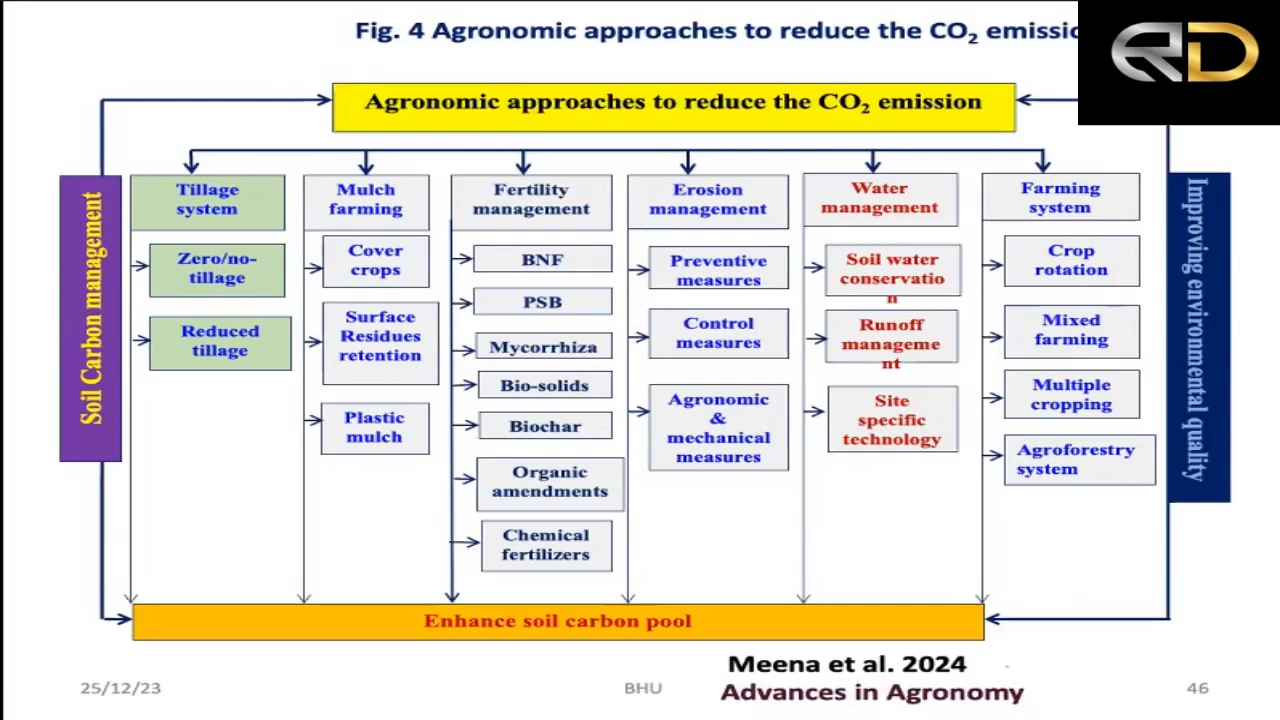 Fig. 4 Agronomic approaches to reduce the CO₂
RD
Agronomic approaches to reduce the CO₂ emission
Soil Carbon management
Improving environmental quality
Tillage
system
Zero/no-
tillage
Reduced
tillage
Mulch
farming
Cover
crops
Surface
Residues
retention
Plastic
mulch
Fertility
management
BNF
PSB
Mycorrhiza
Bio-solids
Biochar
Organic
amendments
Chemical
fertilizers
Erosion
management
Preventive
measures
Control
measures
Agronomic
&
mechanical
measures
Water
management
Soil water
conservatio
n
Runoff
manageme
nt
Site
specific
technology
Farming
system
Crop
rotation
Mixed
farming
Multiple
cropping
Agroforestry
system
Enhance soil carbon pool
Meena et al. 2024
Advances in Agronomy
25/12/23
BHU
46